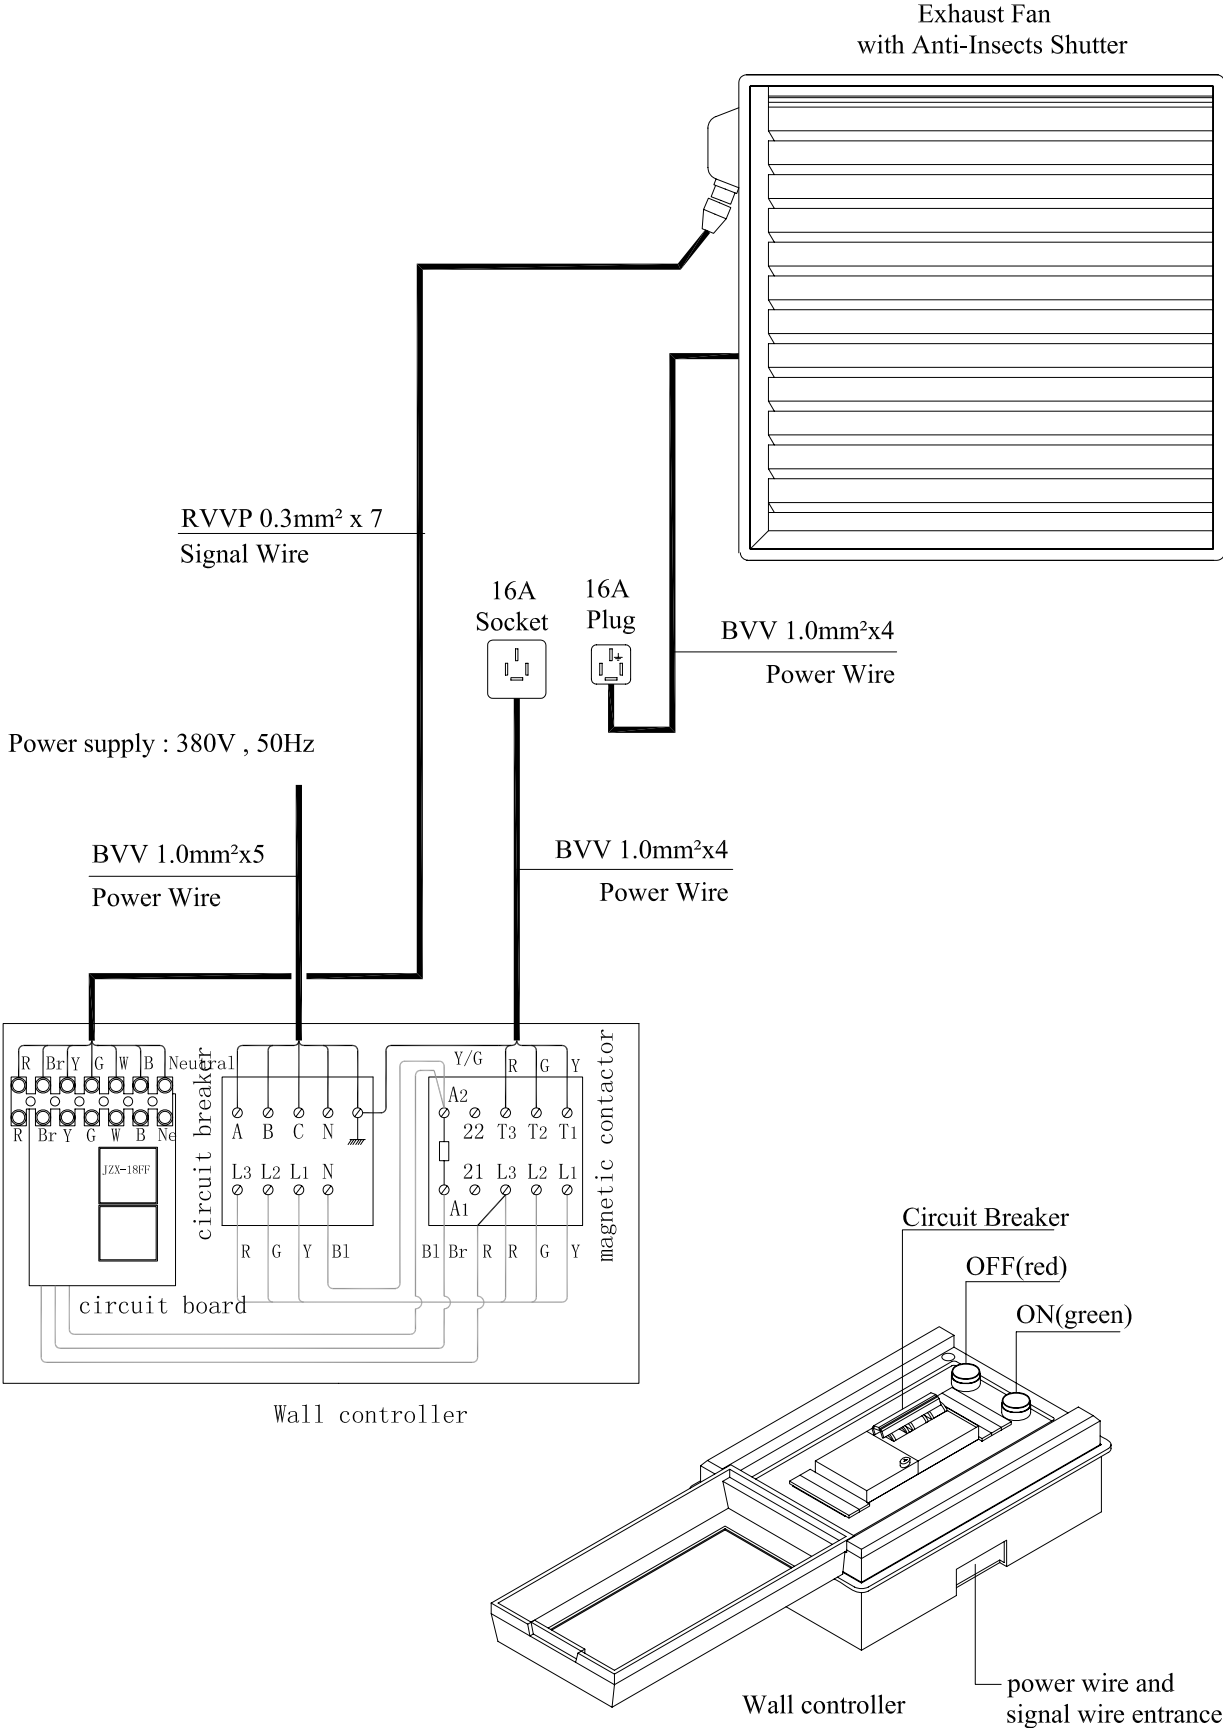 Exhaust Fan
with Anti-Insects Shutter
RVVP 0.3mm² x 7
Signal Wire
16A
Socket
16A
Plug
BVV 1.0mm²x4
Power Wire
Power supply : 380V , 50Hz
BVV 1.0mm²x5
Power Wire
BVV 1.0mm²x4
Power Wire
R Br Y G W B Neutral
R Br Y G W B Ne
JZX-18FF
circuit board
circuit breaker
A B C N
L3 L2 L1 N
R G Y Bl
Y/G R G Y
A2
22 T3 T2 T1
21 L3 L2 L1
A1
Bl Br R R G Y
magnetic contactor
Wall controller
Circuit Breaker
OFF(red)
ON(green)
Wall controller
power wire and
signal wire entrance